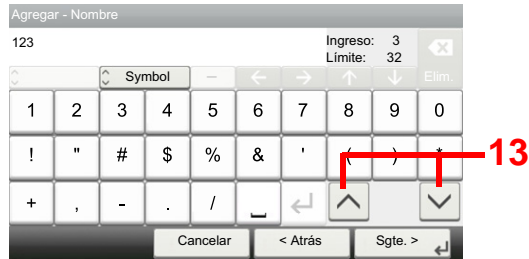 Agregar - Nombre
123
Ingreso: 3
Límite: 32
Symbol
Elim.
1 2 3 4 5 6 7 8 9 0
! " # $ % & ' ( ) *
+ , - . / _
13
Cancelar < Atrás Sgte. >